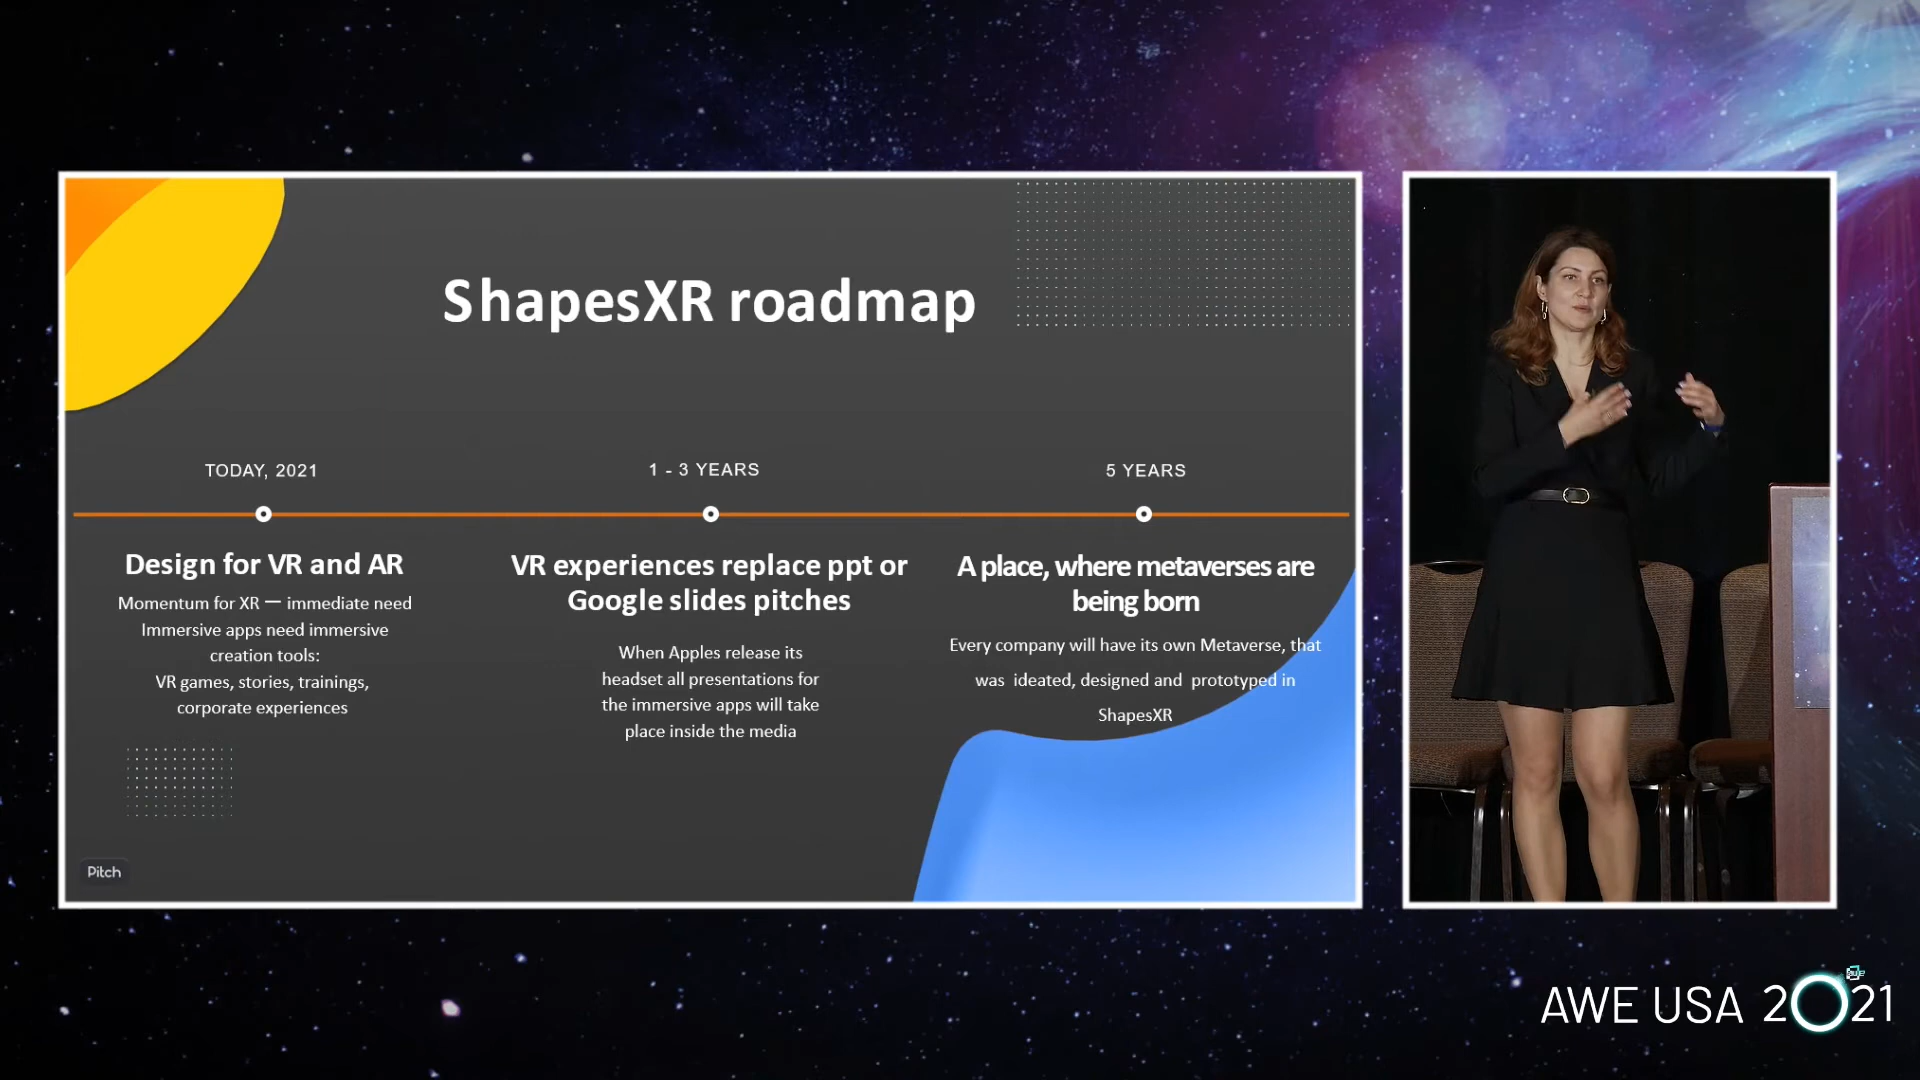 ShapesXR roadmap
TODAY, 2021
Design for VR and AR
Momentum for XR — immediate need
Immersive apps need immersive
creation tools:
VR games, stories, trainings,
corporate experiences
1 - 3 YEARS
VR experiences replace ppt or
Google slides pitches
When Apples release its
headset all presentations for
the immersive apps will take
place inside the media
5 YEARS
A place, where metaverses are
being born
Every company will have its own Metaverse, that
was ideated, designed and prototyped in
ShapesXR
Pitch
AWE USA 2021